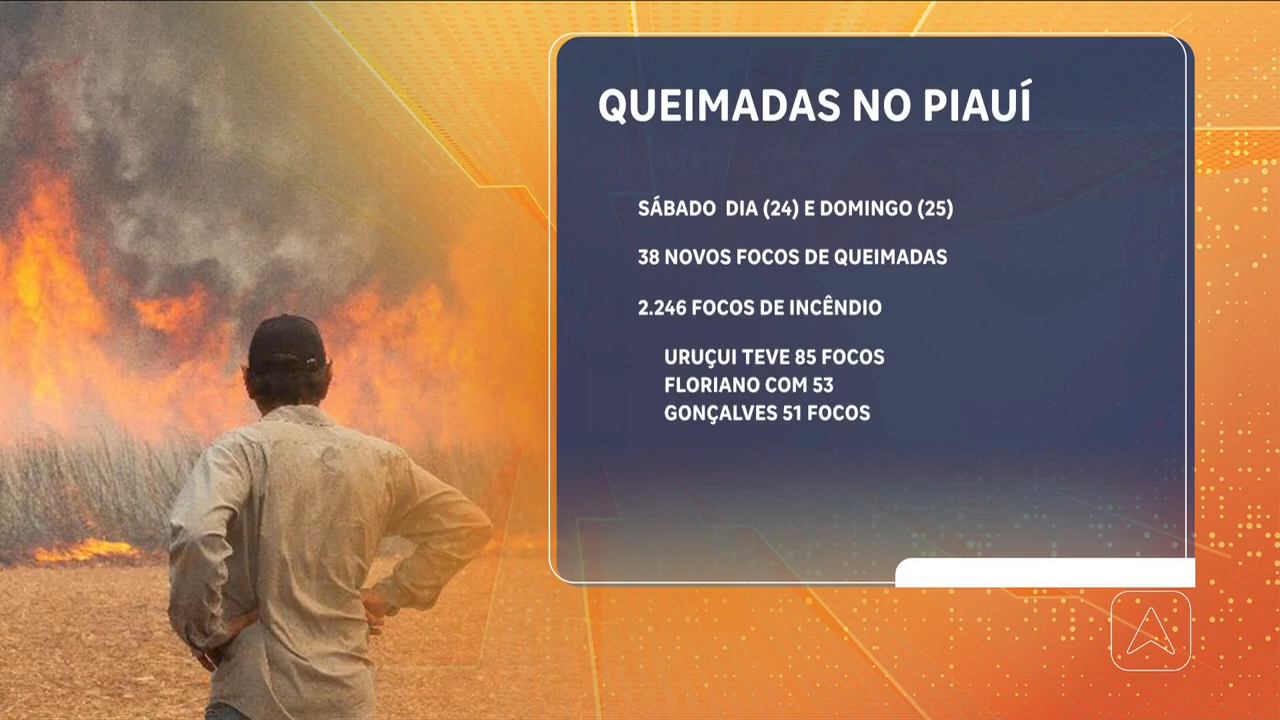 QUEIMADAS NO PIAUÍ
SÁBADO DIA (24) E DOMINGO (25)
38 NOVOS FOCOS DE QUEIMADAS
2.246 FOCOS DE INCÊNDIO
URUÇUI TEVE 85 FOCOS
FLORIANO COM 53
GONÇALVES 51 FOCOS